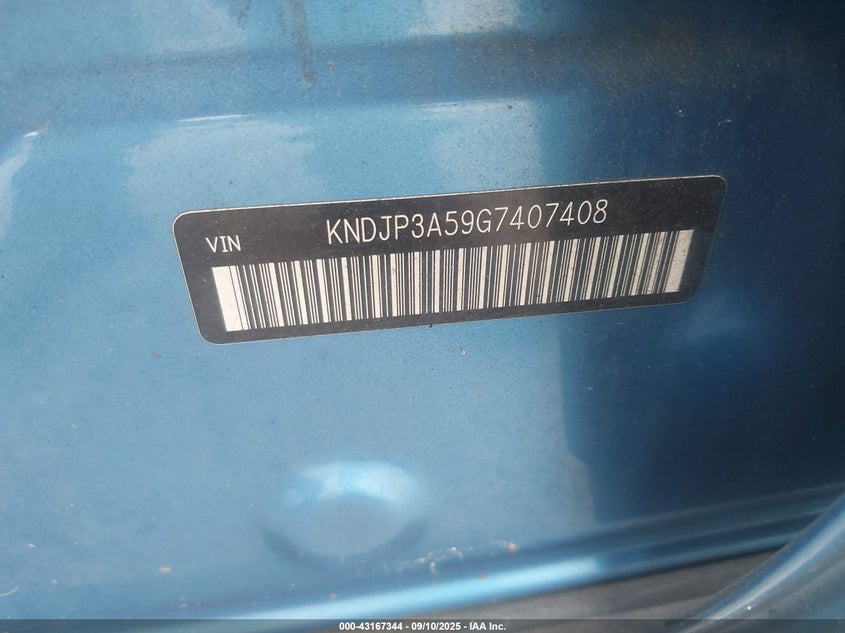 VIN KNDJP3A59G7407408
000-43167344 - 09/10/2025 - IAA Inc.